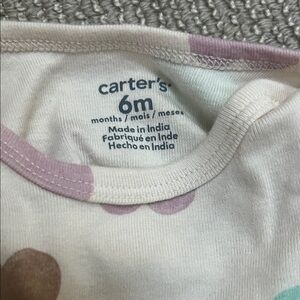 carter's®
6m
months / mois / meses
Made in India
Fabriqué en Inde
Hecho en India